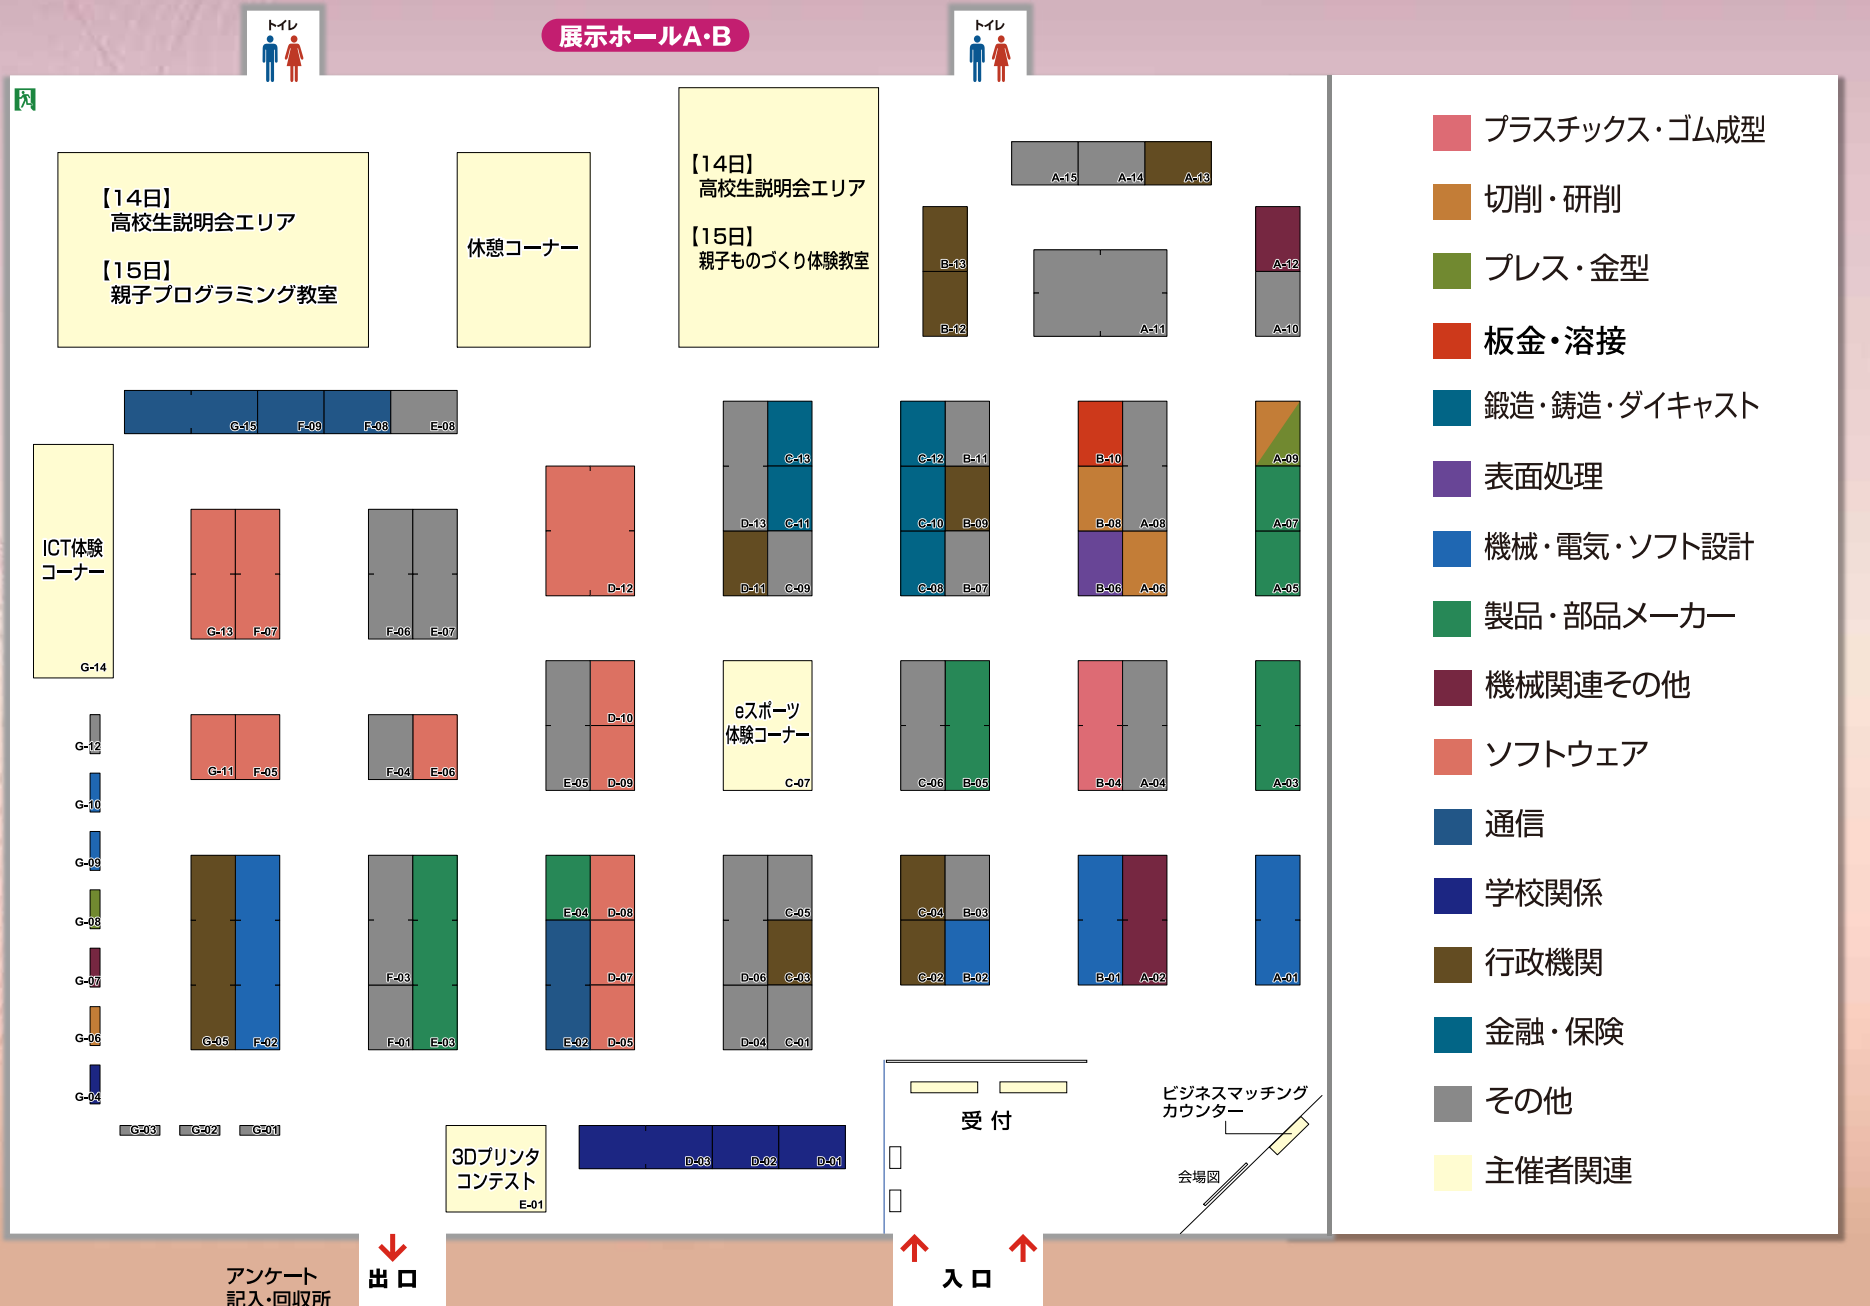 トイレ
展示ホールA・B
トイレ
【14日】
高校生説明会エリア
【15日】
親子プログラミング教室
休憩コーナー
【14日】
高校生説明会エリア
【15日】
親子ものづくり体験教室
A-15
A-14
A-13
B-13
B-12
A-11
A-12
A-10
G-15
F-09
F-08
E-08
ICT体験
コーナー
G-14
G-13
F-07
F-06
E-07
D-12
C-13
D-13
C-11
D-11
C-09
C-12
B-11
C-10
B-09
C-08
B-07
B-10
B-08
A-08
B-06
A-06
A-09
A-07
A-05
G-12
G-11
F-05
F-04
E-06
D-10
E-05
D-09
eスポーツ
体験コーナー
C-07
C-06
B-05
B-04
A-04
A-03
G-10
G-09
G-08
G-07
G-06
G-04
G-05
F-02
F-03
F-01
E-03
E-04
D-08
D-07
E-02
D-05
C-05
D-06
C-03
D-04
C-01
C-04
B-03
C-02
B-02
B-01
A-02
A-01
G-03
G-02
G-01
3Dプリンタ
コンテスト
E-01
D-03
D-02
D-01
受付
ビジネスマッチング
カウンター
会場図
出口
入口
アンケート
記入・回収所
プラスチックス・ゴム成型
切削・研削
プレス・金型
板金・溶接
鍛造・鋳造・ダイキャスト
表面処理
機械・電気・ソフト設計
製品・部品メーカー
機械関連その他
ソフトウェア
通信
学校関係
行政機関
金融・保険
その他
主催者関連